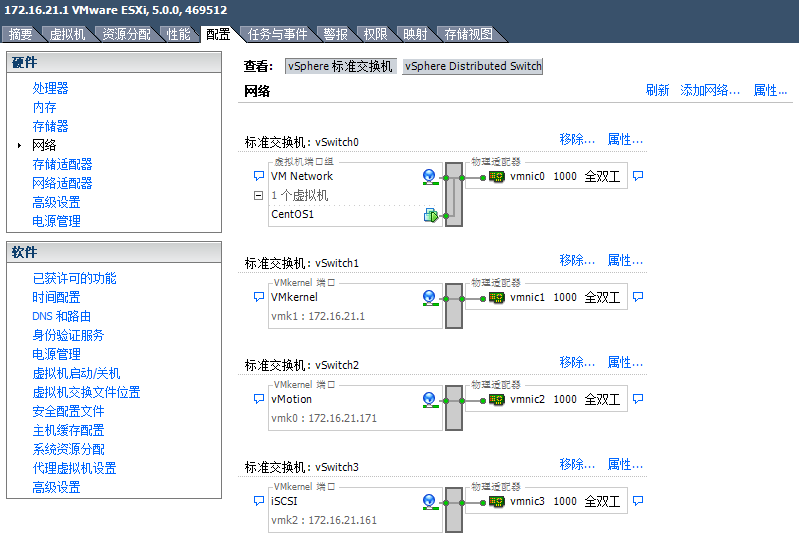 172.16.21.1 VMware ESXi, 5.0.0, 469512
摘要 虚拟机 资源分配 性能 配置 任务与事件 警报 权限 映射 存储视图
硬件
处理器
内存
存储器
网络
存储适配器
网络适配器
高级设置
电源管理
软件
已获许可的功能
时间配置
DNS 和路由
身份验证服务
电源管理
虚拟机启动/关机
虚拟机交换文件位置
安全配置文件
主机缓存配置
系统资源分配
代理虚拟机设置
高级设置
查看: vSphere 标准交换机 vSphere Distributed Switch
网络 刷新 添加网络... 属性...
标准交换机: vSwitch0 移除... 属性...
虚拟机端口组 物理适配器
VM Network vmnic0 1000 全双工
1 个虚拟机
CentOS1
标准交换机: vSwitch1 移除... 属性...
VMkernel 端口 物理适配器
VMkernel vmnic1 1000 全双工
vmk1 : 172.16.21.1
标准交换机: vSwitch2 移除... 属性...
VMkernel 端口 物理适配器
vMotion vmnic2 1000 全双工
vmk0 : 172.16.21.171
标准交换机: vSwitch3 移除... 属性...
VMkernel 端口 物理适配器
iSCSI vmnic3 1000 全双工
vmk2 : 172.16.21.161